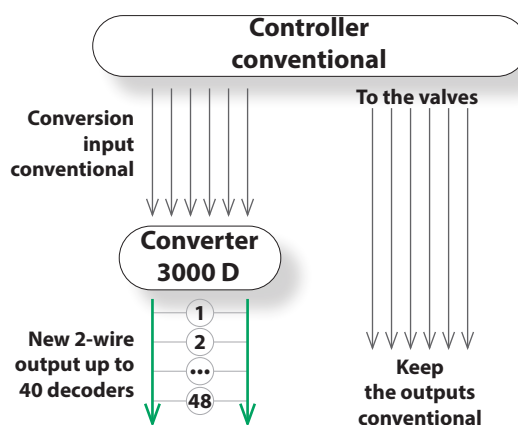 Controller
conventional
To the valves
Conversion
input
conventional
Converter
3000 D
1
2
...
48
New 2-wire
output up to
40 decoders
Keep
the outputs
conventional